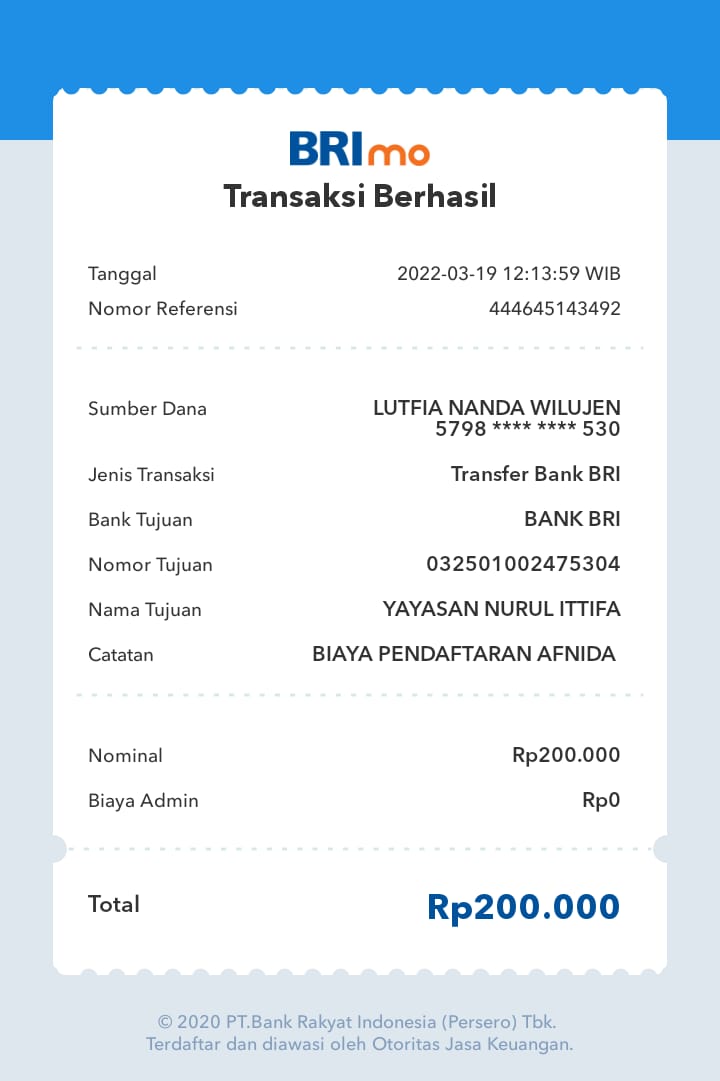 BRImo
Transaksi Berhasil
Tanggal 2022-03-19 12:13:59 WIB
Nomor Referensi 444645143492
Sumber Dana LUTFIA NANDA WILUJEN
5798 **** **** 530
Jenis Transaksi Transfer Bank BRI
Bank Tujuan BANK BRI
Nomor Tujuan 032501002475304
Nama Tujuan YAYASAN NURUL ITTIFA
Catatan BIAYA PENDAFTARAN AFNIDA
Nominal Rp200.000
Biaya Admin Rp0
Total Rp200.000
© 2020 PT.Bank Rakyat Indonesia (Persero) Tbk.
Terdaftar dan diawasi oleh Otoritas Jasa Keuangan.